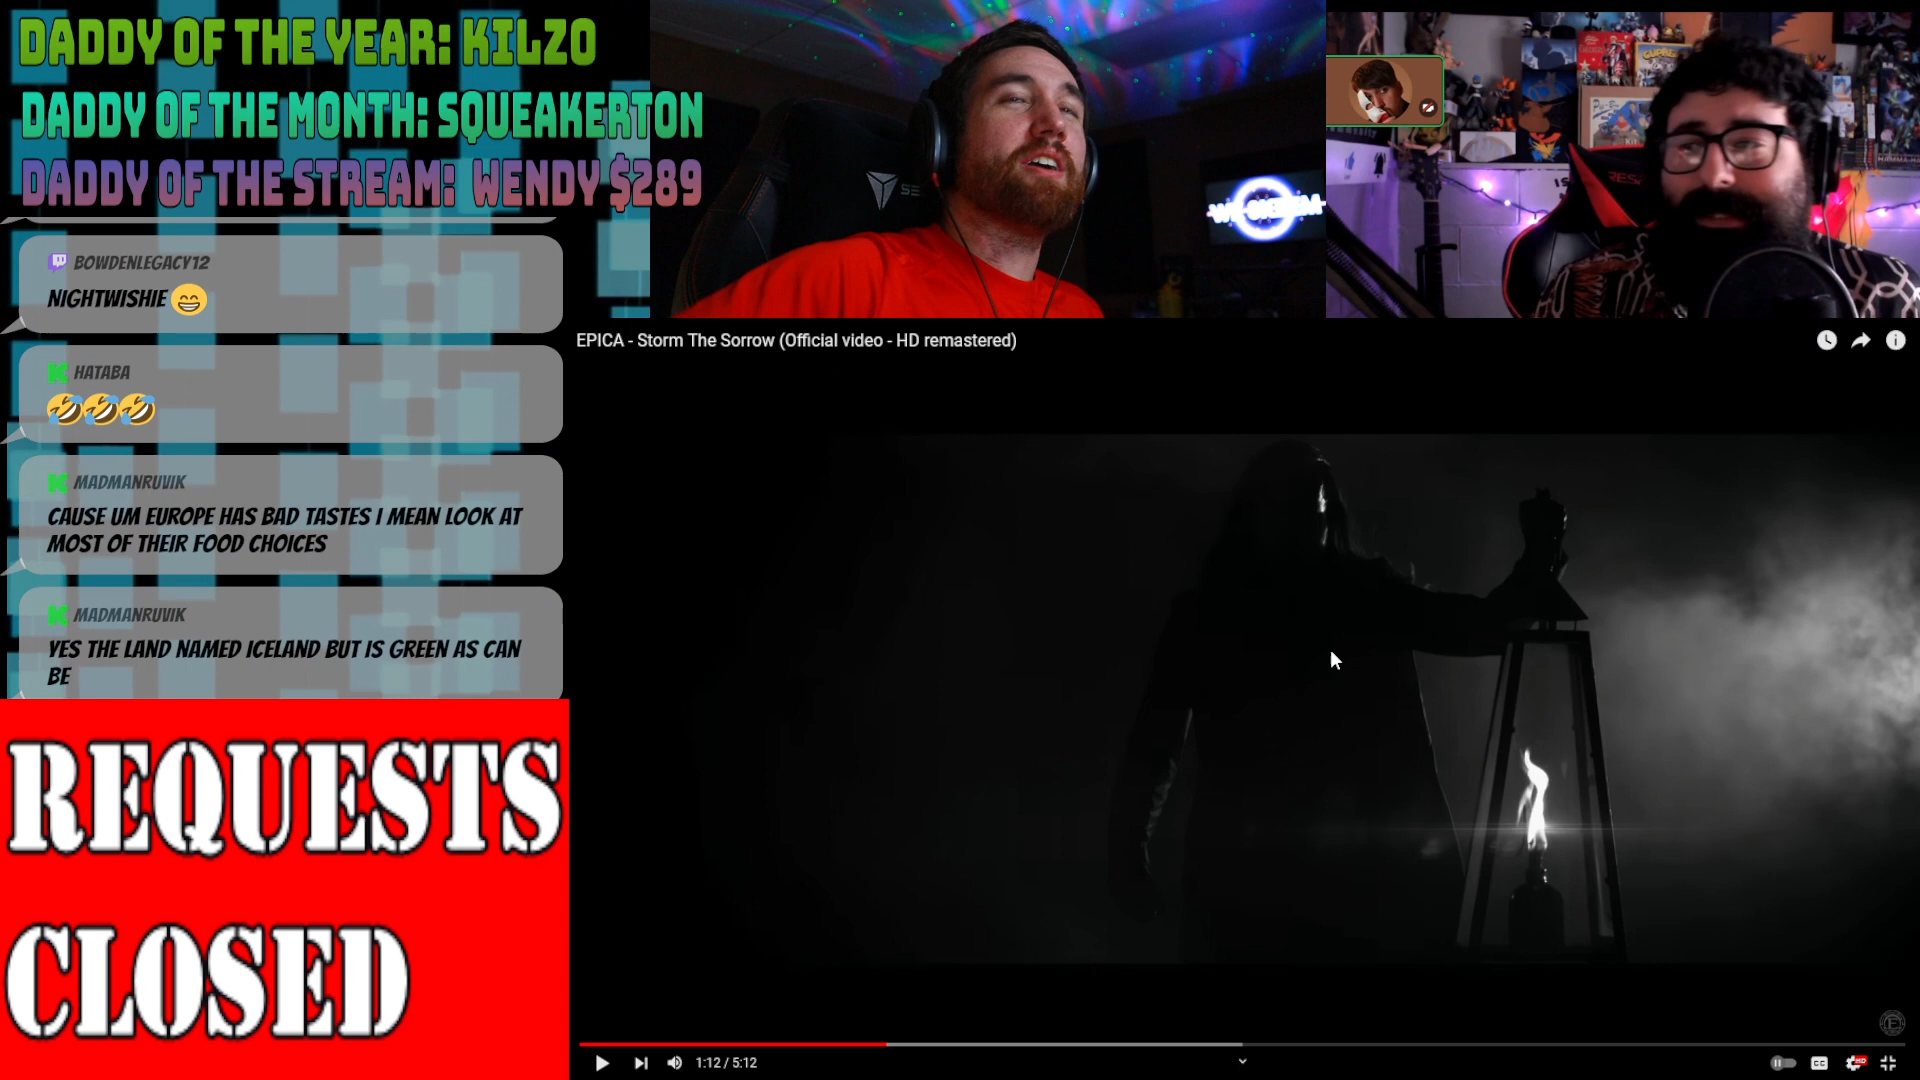 DADDY OF THE YEAR: KILZO
DADDY OF THE MONTH: SQUEAKERTON
DADDY OF THE STREAM: WENDY $289
BOWDENLEGACY12
NIGHTWISHIE
HATABA
MADMANRUVIK
CAUSE UM EUROPE HAS BAD TASTES I MEAN LOOK AT
MOST OF THEIR FOOD CHOICES
MADMANRUVIK
YES THE LAND NAMED ICELAND BUT IS GREEN AS CAN
BE
REQUESTS
CLOSED
EPICA - Storm The Sorrow (Official video - HD remastered)
1:12 / 5:12
CC
HD